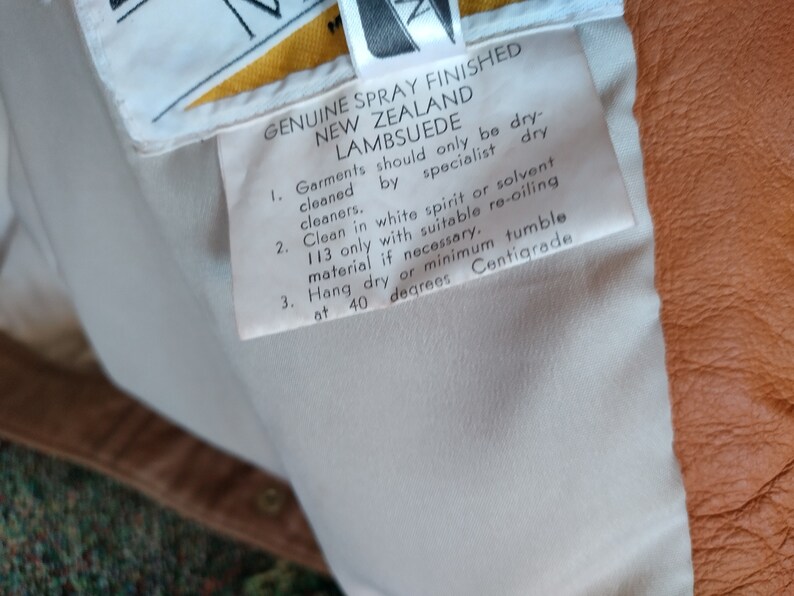 GENUINE SPRAY FINISHED
NEW ZEALAND
LAMBSUEDE
1. Garments should only be dry-
cleaned by specialist dry
cleaners.
2. Clean in white spirit or solvent
113 only with suitable re-oiling
material if necessary.
3. Hang dry or minimum tumble
at 40 degrees Centigrade